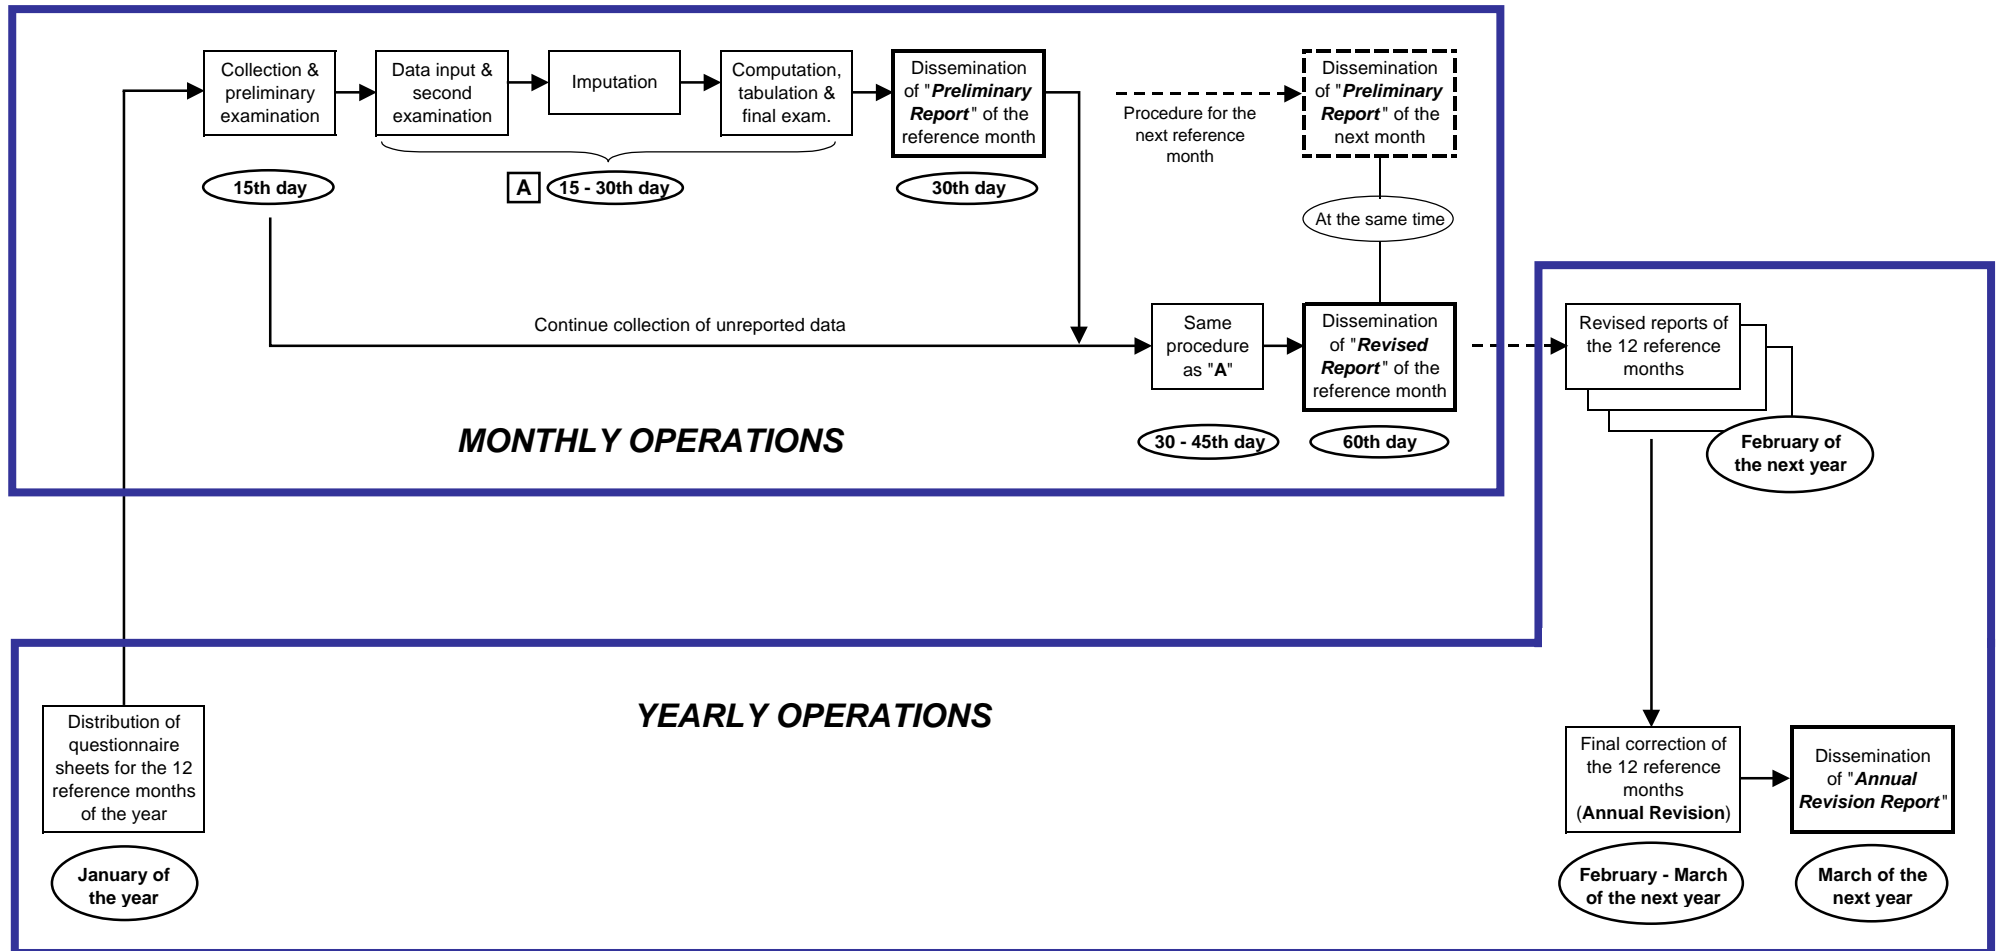 Collection &
preliminary
examination
Data input &
second
examination
Imputation
Computation,
tabulation &
final exam.
Dissemination
of "Preliminary
Report" of the
reference month
Procedure for the
next reference
month
Dissemination
of "Preliminary
Report" of the
next month
15th day
A
15 - 30th day
30th day
At the same time
Continue collection of unreported data
Same
procedure
as "A"
Dissemination
of "Revised
Report" of the
reference month
Revised reports of
the 12 reference
months
MONTHLY OPERATIONS
30 - 45th day
60th day
February of
the next year
YEARLY OPERATIONS
Distribution of
questionnaire
sheets for the 12
reference months
of the year
January of
the year
Final correction of
the 12 reference
months
(Annual Revision)
Dissemination
of "Annual
Revision Report"
February - March
of the next year
March of the
next year